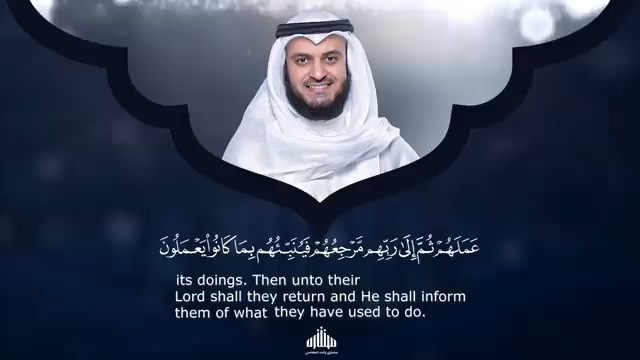 عَمَلَهُمْ ثُمَّ إِلَىٰ رَبِّهِم مَّرْجِعُهُمْ فَيُنَبِّئُهُم بِمَا كَانُوا۟ يَعْمَلُونَ
its doings. Then unto their
Lord shall they return and He shall inform
them of what they have used to do.